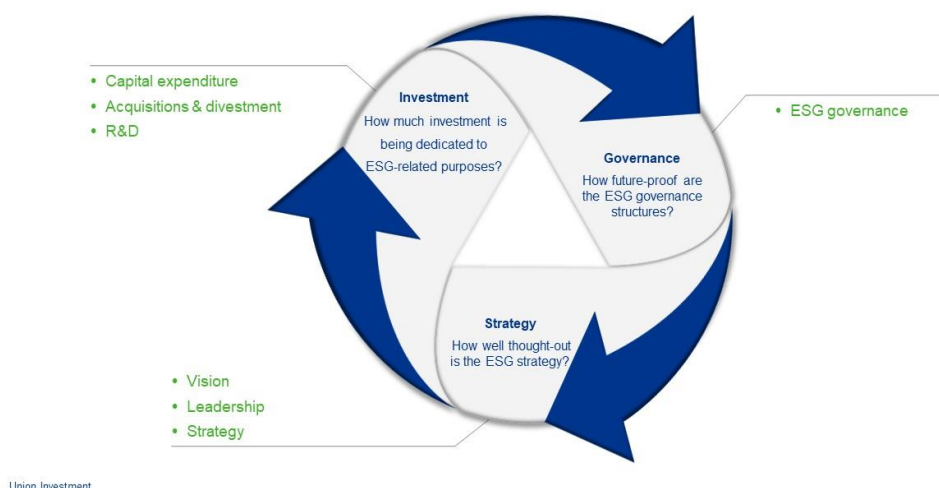 • Capital expenditure
• Acquisitions & divestment
• R&D
Investment
How much investment is
being dedicated to
ESG-related purposes?
• ESG governance
Governance
How future-proof are
the ESG governance
structures?
Strategy
How well thought-out
is the ESG strategy?
• Vision
• Leadership
• Strategy
Union Investment